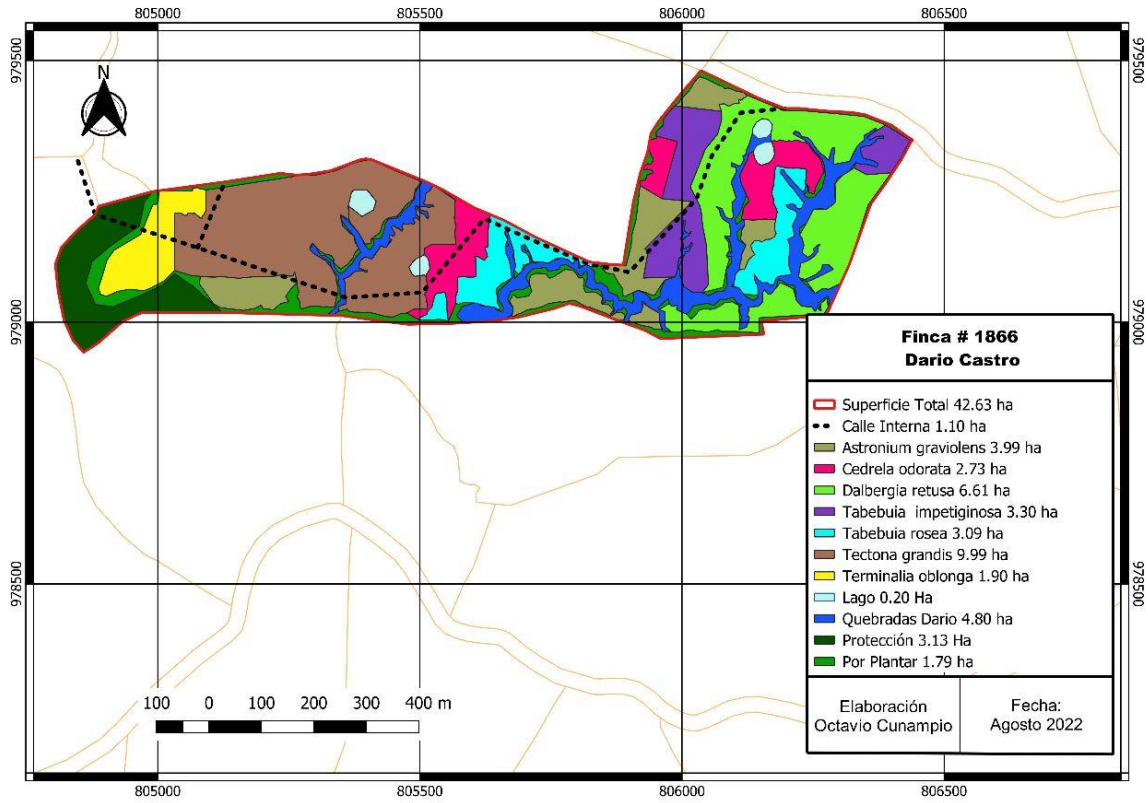 805000 805500 806000 806500
979500 979500
N
979000 979000
Finca # 1866
Dario Castro
Superficie Total 42.63 ha
Calle Interna 1.10 ha
Astronium graviolens 3.99 ha
Cedrela odorata 2.73 ha
Dalbergia retusa 6.61 ha
Tabebuia impetiginosa 3.30 ha
Tabebuia rosea 3.09 ha
Tectona grandis 9.99 ha
Terminalia oblonga 1.90 ha
Lago 0.20 Ha
Quebradas Dario 4.80 ha
Protección 3.13 Ha
Por Plantar 1.79 ha
978500 978500
100 0 100 200 300 400 m
Elaboración
Octavio Cunampio
Fecha:
Agosto 2022
805000 805500 806000 806500